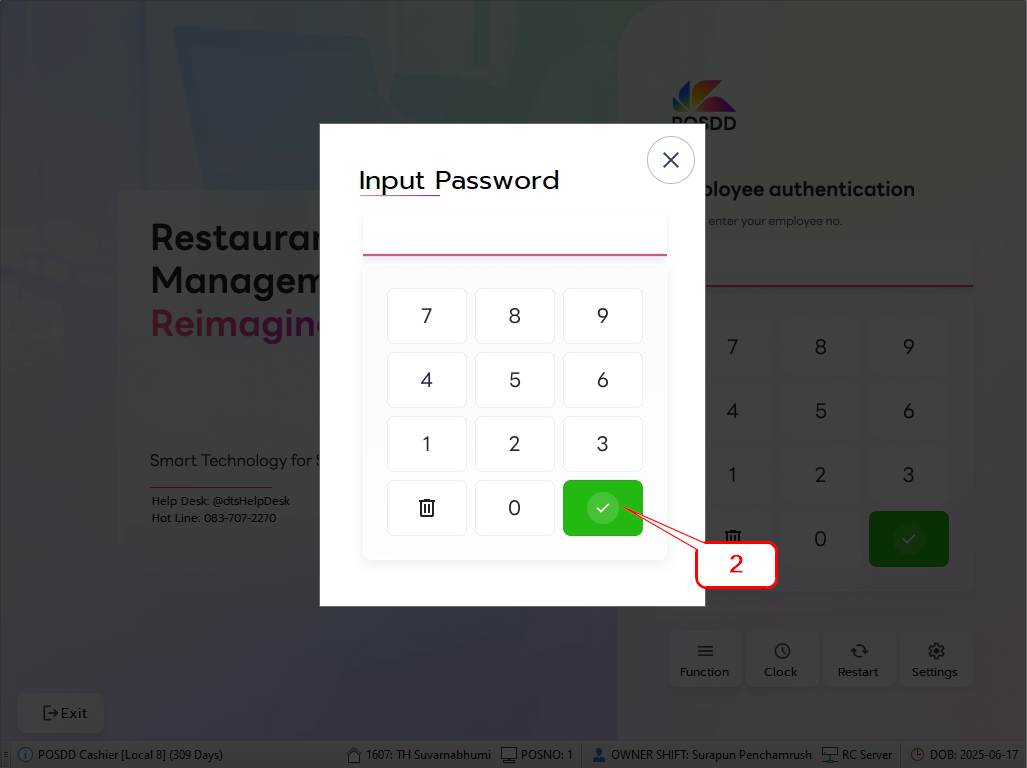 POSDD
Input Password
ployee authentication
enter your employee no.
Restaura
Managem
Reimagin
7 8 9
4 5 6
1 2 3
0
7 8 9
4 5 6
1 2 3
0
2
Smart Technology for S
Help Desk: @dtsHelpDesk
Hot Line: 083-707-2270
Function Clock Restart Settings
Exit
POSDD Cashier [Local 8] (309 Days) 1607: TH Suvarnabhumi POSNO: 1 OWNER SHIFT: Surapun Penchamrush RC Server DOB: 2025-06-17